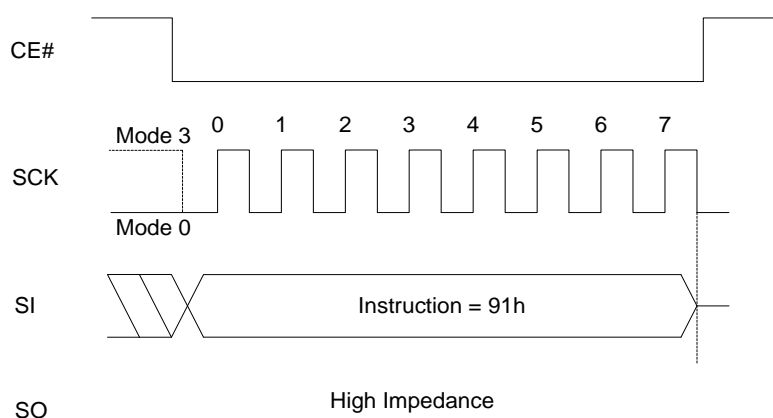 CE#
0 1 2 3 4 5 6 7
Mode 3
SCK
Mode 0
SI
Instruction = 91h
High Impedance
SO